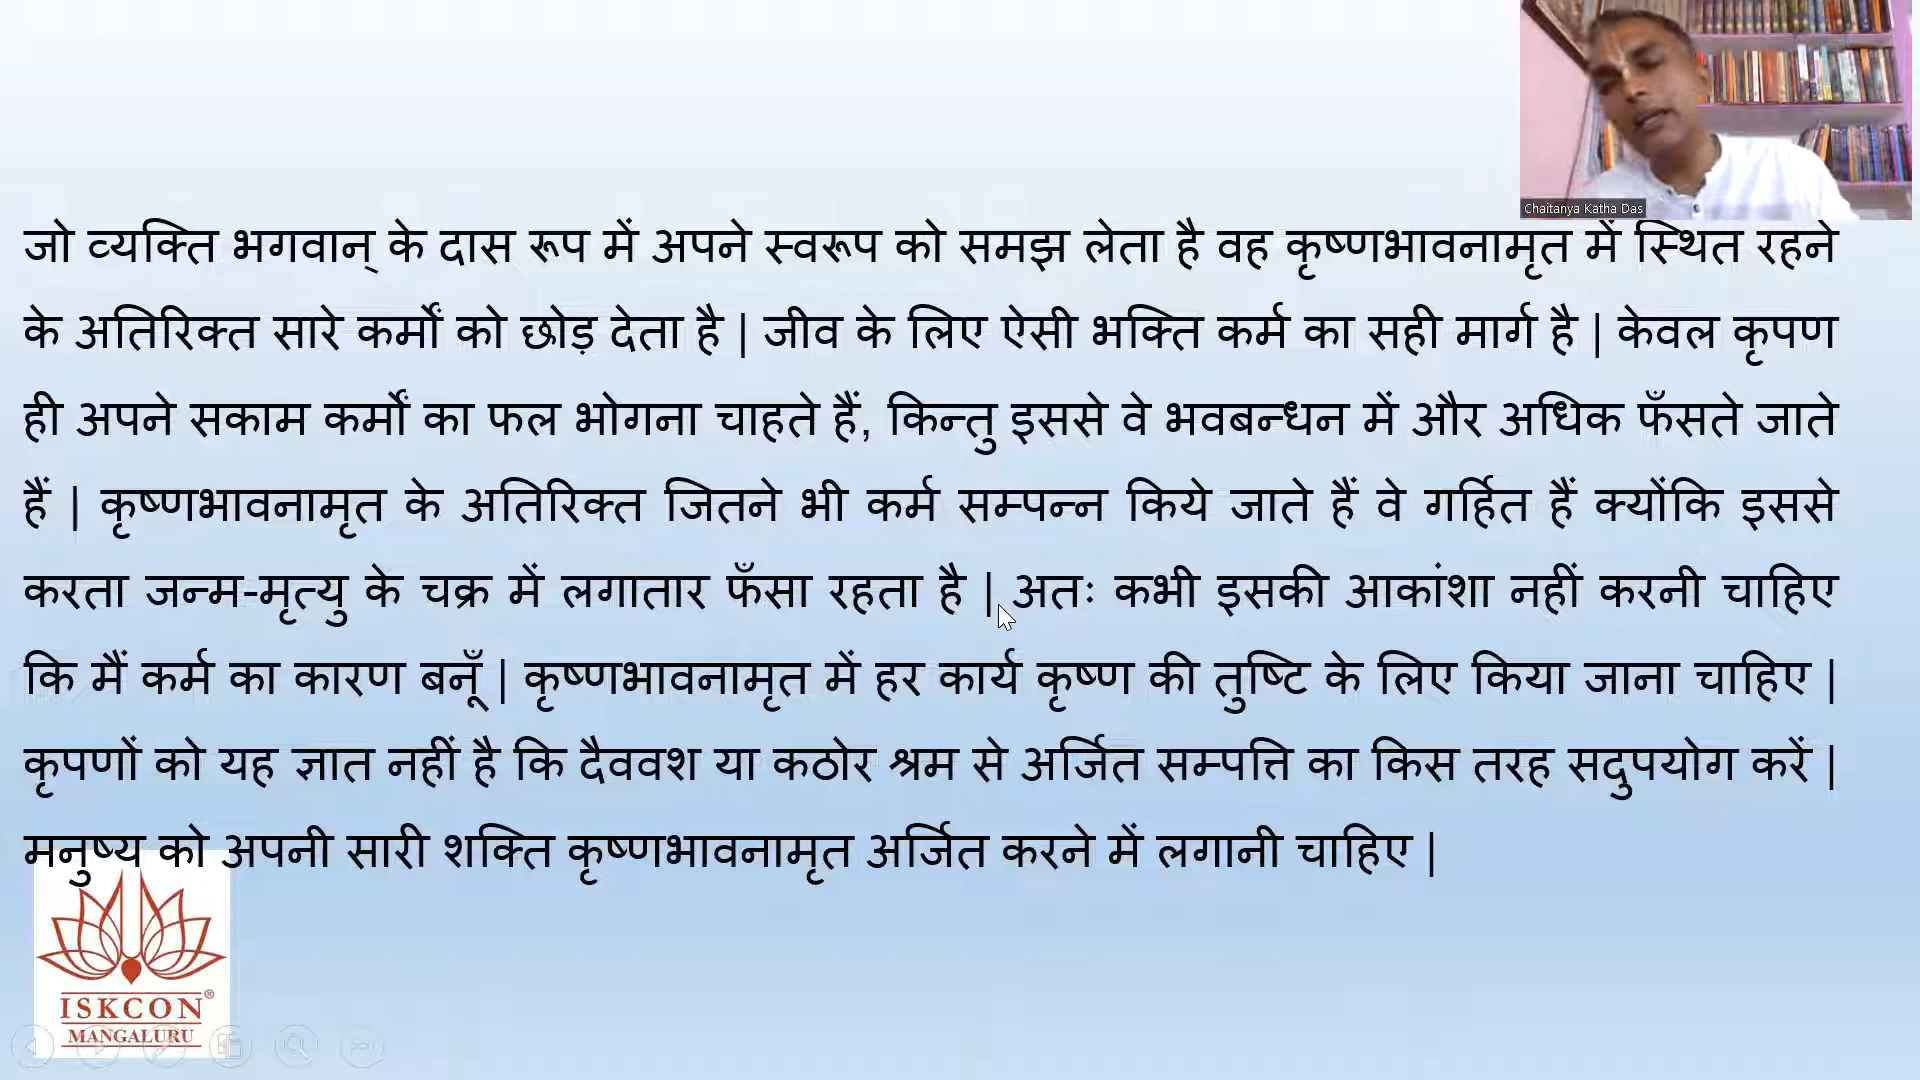 Chaitanya Katha Das
जो व्यक्ति भगवान् के दास रूप में अपने स्वरूप को समझ लेता है वह कृष्णभावनामृत में स्थित रहने
के अतिरिक्त सारे कर्मों को छोड़ देता है | जीव के लिए ऐसी भक्ति कर्म का सही मार्ग है | केवल कृपण
ही अपने सकाम कर्मों का फल भोगना चाहते हैं, किन्तु इससे वे भवबन्धन में और अधिक फँसते जाते
हैं | कृष्णभावनामृत के अतिरिक्त जितने भी कर्म सम्पन्न किये जाते हैं वे गर्हित हैं क्योंकि इससे
करता जन्म-मृत्यु के चक्र में लगातार फँसा रहता है | अतः कभी इसकी आकांशा नहीं करनी चाहिए
कि मैं कर्म का कारण बनूँ | कृष्णभावनामृत में हर कार्य कृष्ण की तुष्टि के लिए किया जाना चाहिए |
कृपणों को यह ज्ञात नहीं है कि दैववश या कठोर श्रम से अर्जित सम्पत्ति का किस तरह सदुपयोग करें |
मनुष्य को अपनी सारी शक्ति कृष्णभावनामृत अर्जित करने में लगानी चाहिए |
ISKCON®
MANGALURU